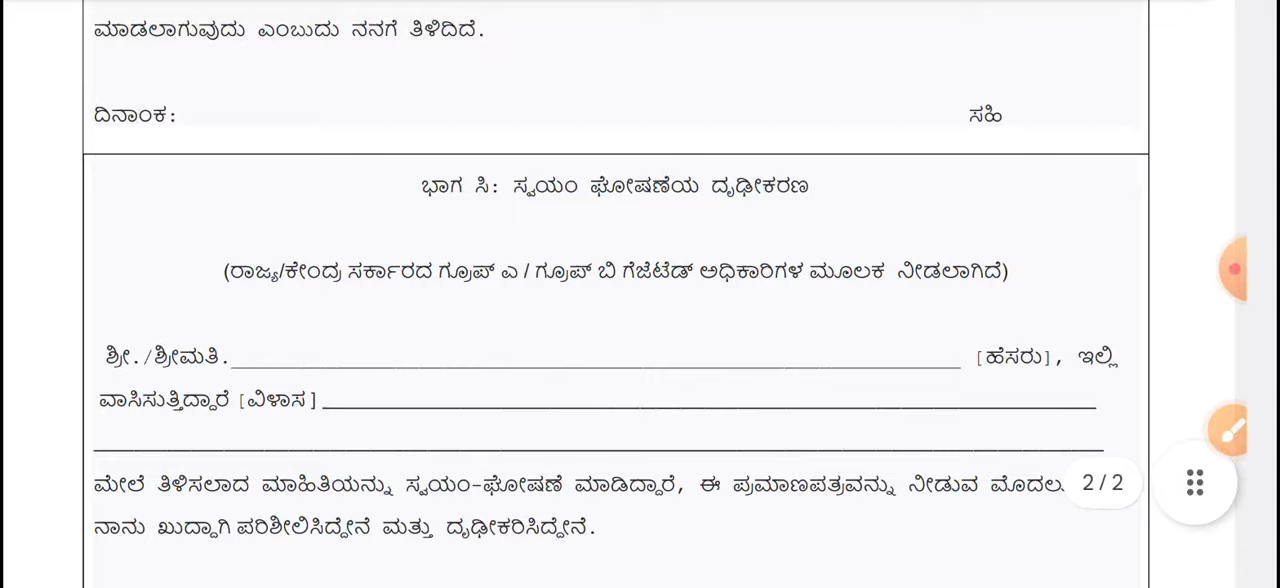 ಮಾಡಲಾಗುವುದು ಎಂಬುದು ನನಗೆ ತಿಳಿದಿದೆ.
ದಿನಾಂಕ: ಸಹಿ
ಭಾಗ ಸಿ: ಸ್ವಯಂ ಘೋಷಣೆಯ ದೃಢೀಕರಣ
(ರಾಜ್ಯ/ಕೇಂದ್ರ ಸರ್ಕಾರದ ಗ್ರೂಪ್ ಎ / ಗ್ರೂಪ್ ಬಿ ಗೆಜೆಟೆಡ್ ಅಧಿಕಾರಿಗಳ ಮೂಲಕ ನೀಡಲಾಗಿದೆ)
ಶ್ರೀ./ಶ್ರೀಮತಿ. [ಹೆಸರು], ಇಲ್ಲಿ
ವಾಸಿಸುತ್ತಿದ್ದಾರೆ [ವಿಳಾಸ]
ಮೇಲೆ ತಿಳಿಸಲಾದ ಮಾಹಿತಿಯನ್ನು ಸ್ವಯಂ-ಘೋಷಣೆ ಮಾಡಿದ್ದಾರೆ, ಈ ಪ್ರಮಾಣಪತ್ರವನ್ನು ನೀಡುವ
ನಾನು ಖುದ್ದಾಗಿ ಪರಿಶೀಲಿಸಿದ್ದೇನೆ ಮತ್ತು ದೃಢೀಕರಿಸಿದ್ದೇನೆ.
2/2